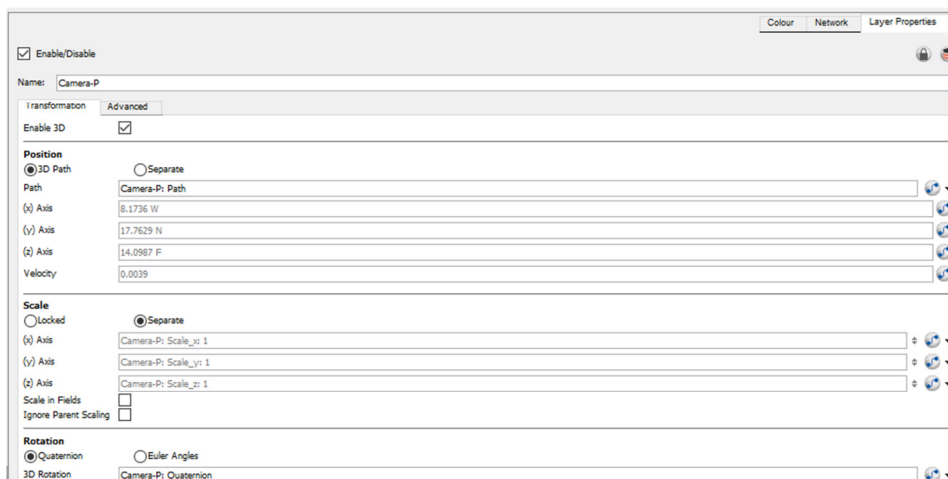 Colour Network Layer Properties
Enable/Disable
Name: Camera-P
Transformation Advanced
Enable 3D
Position
3D Path Separate
Path Camera-P: Path
(x) Axis 8.1736 W
(y) Axis 17.7629 N
(z) Axis 14.0987 F
Velocity 0.0039
Scale
Locked Separate
(x) Axis Camera-P: Scale_x: 1
(y) Axis Camera-P: Scale_y: 1
(z) Axis Camera-P: Scale_z: 1
Scale in Fields
Ignore Parent Scaling
Rotation
Quaternion Euler Angles
3D Rotation Camera-P: Quaternion